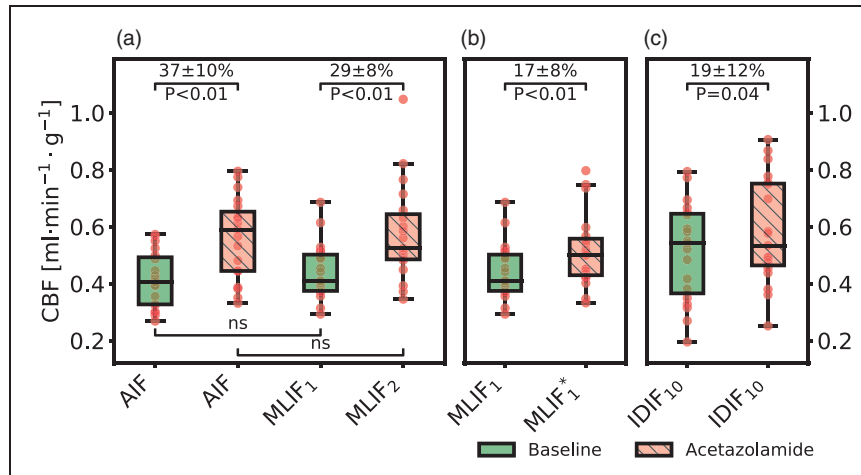 (a) (b) (c)
37±10% 29±8% 17±8% 19±12%
P<0.01 P<0.01 P<0.01 P=0.04
CBF [ml·min⁻¹·g⁻¹]
1.0 1.0
0.8 0.8
0.6 0.6
0.4 0.4
0.2 0.2
ns
ns
AIF AIF MLIF₁ MLIF₂ MLIF₁ MLIF₁* IDIF₁₀ IDIF₁₀
Baseline Acetazolamide